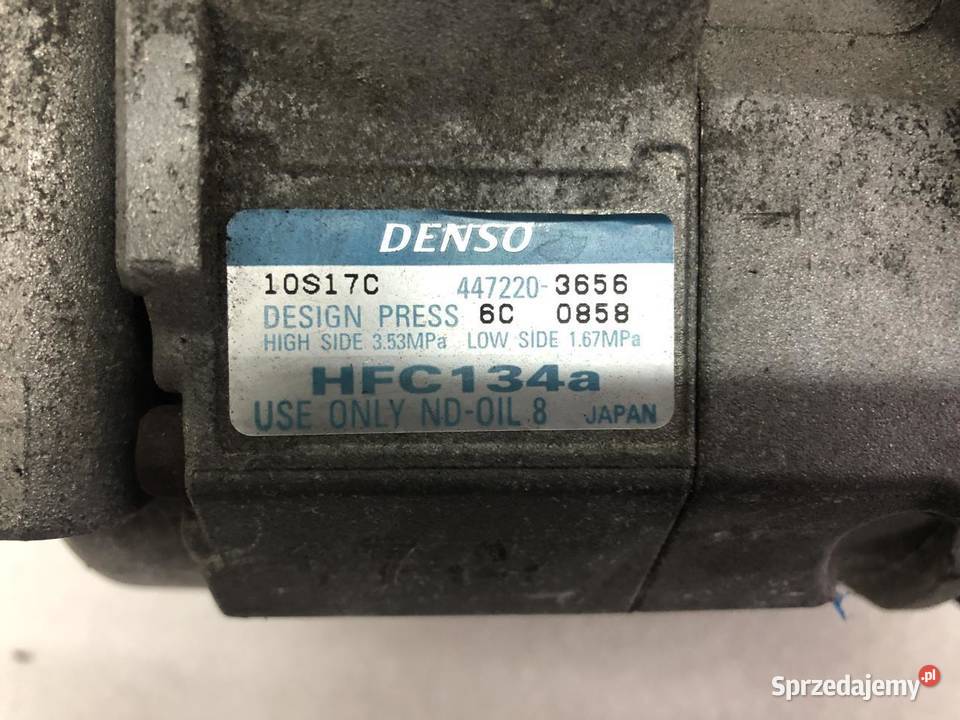 DENSO
10S17C 447220-3656
DESIGN PRESS 6C 0858
HIGH SIDE 3.53MPa LOW SIDE 1.67MPa
HFC134a
USE ONLY ND-OIL 8 JAPAN
Sprzedajemy.pl